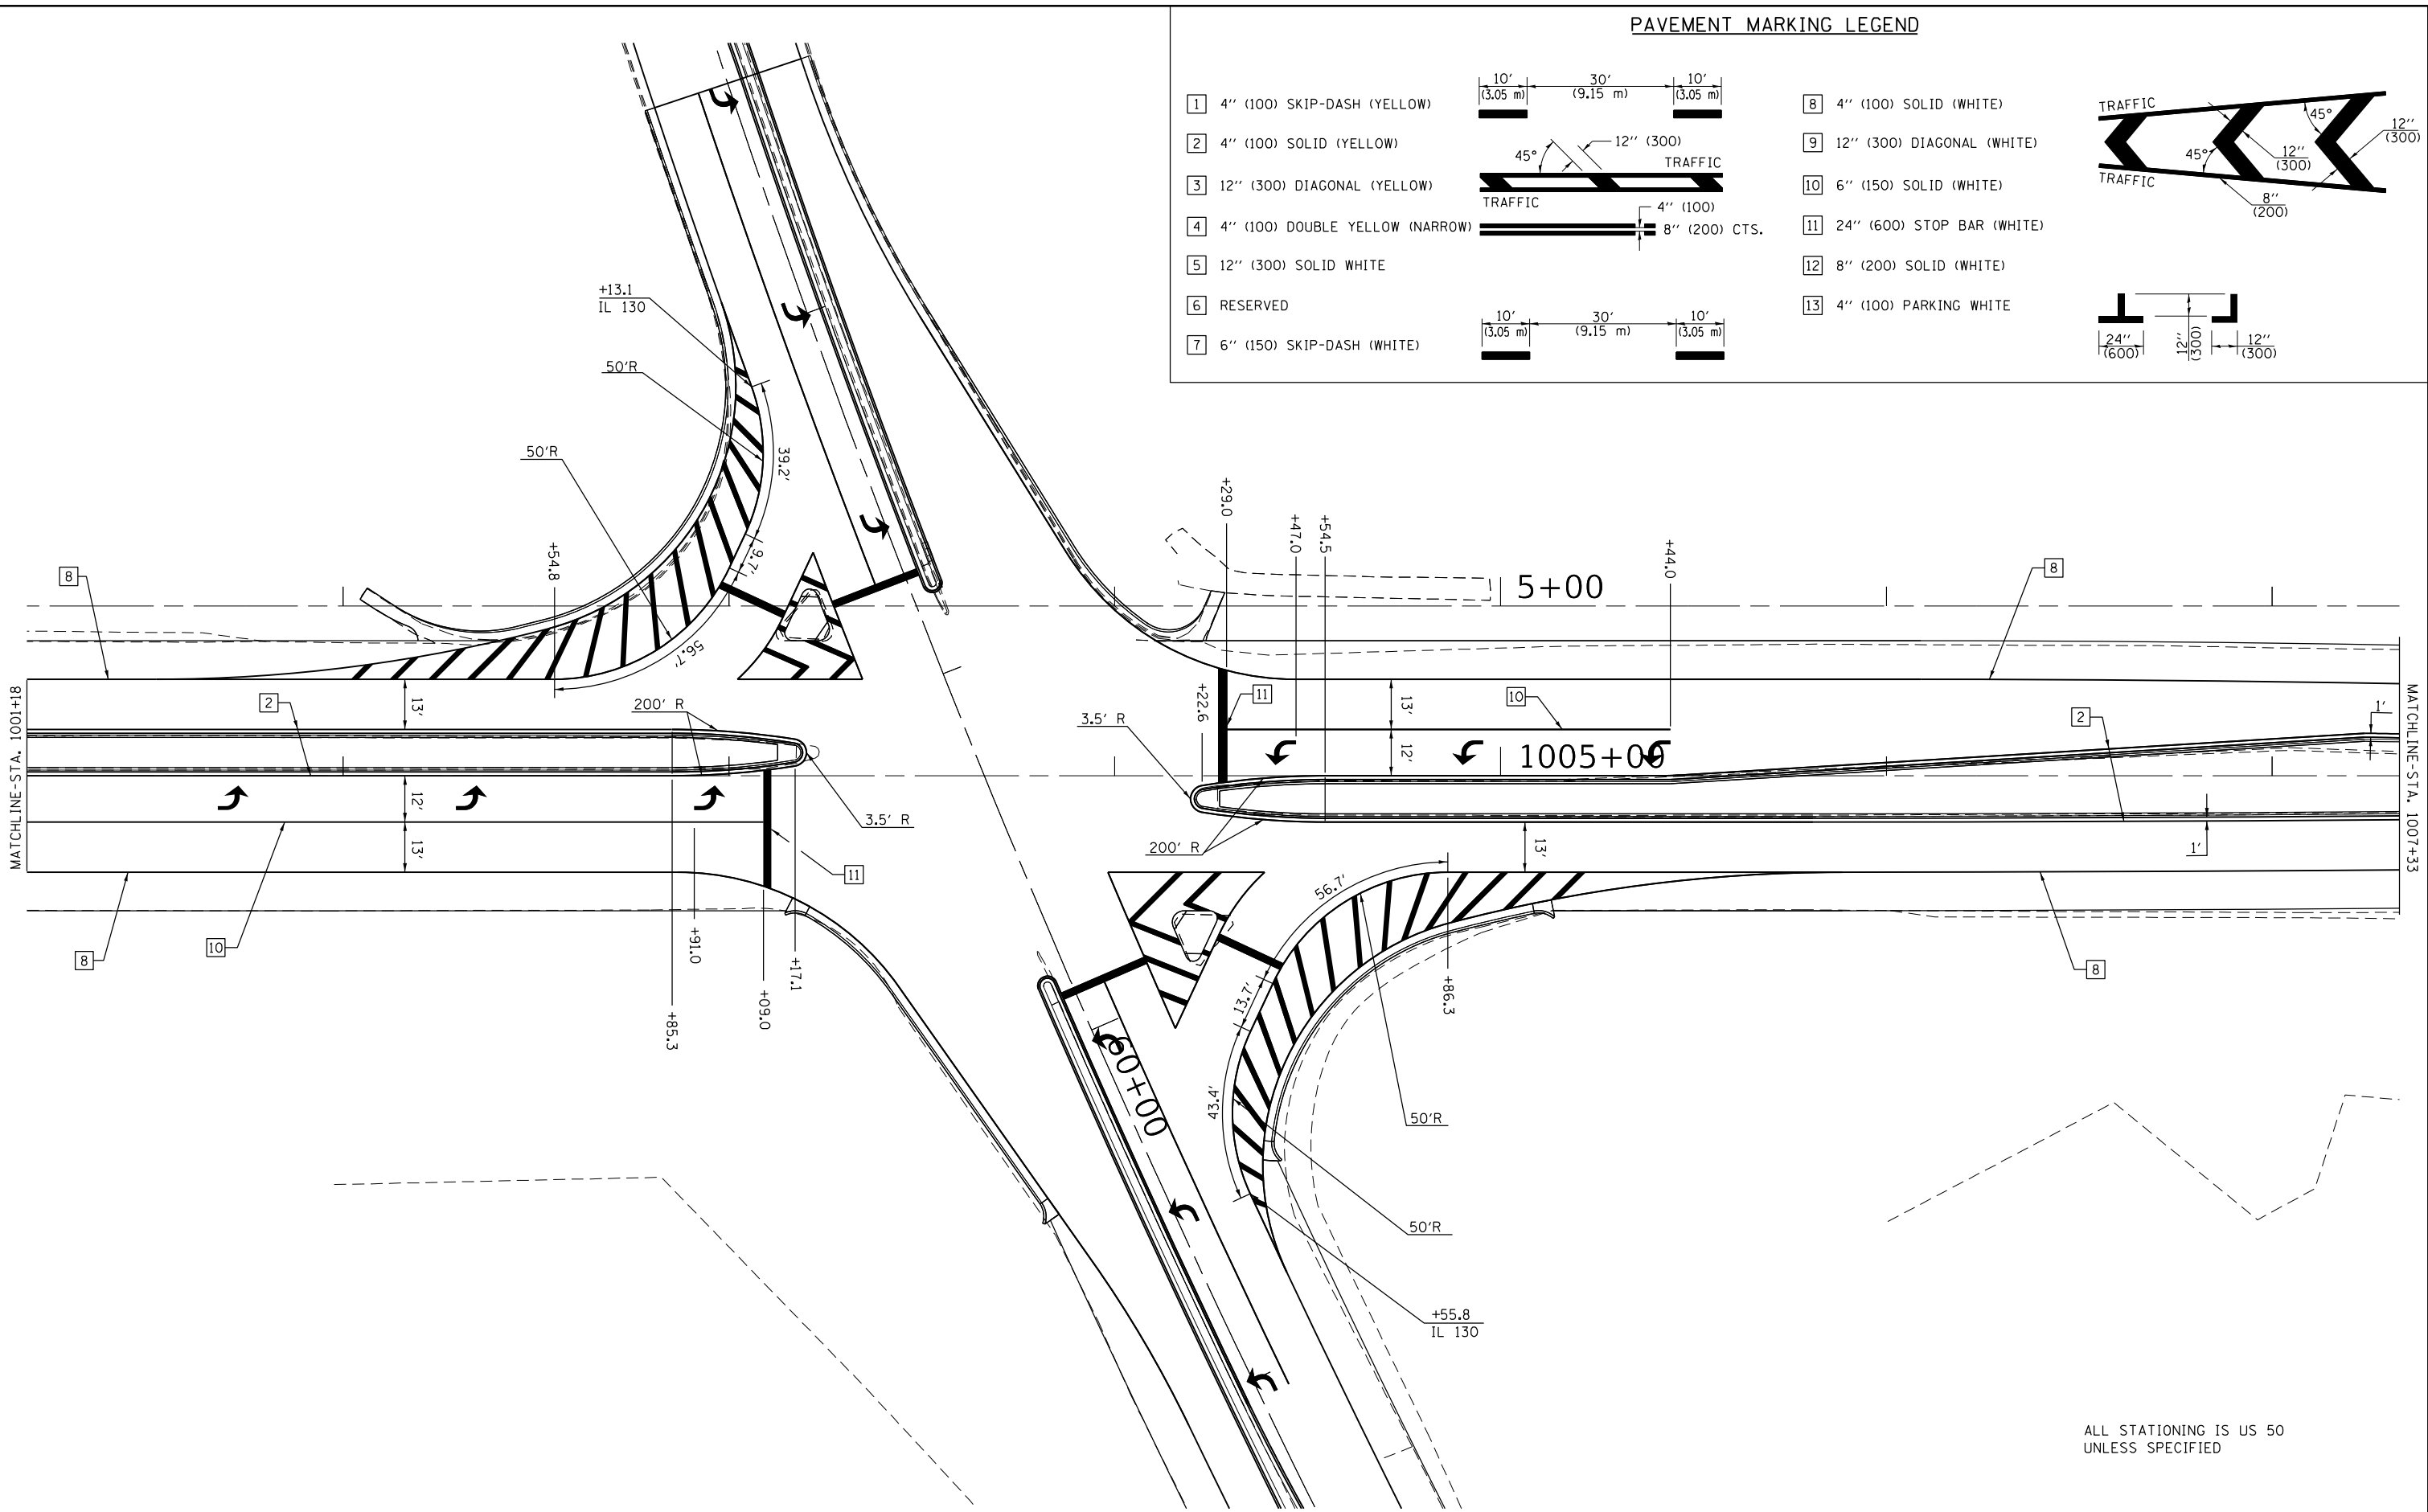 PAVEMENT MARKING LEGEND
1 4'' (100) SKIP-DASH (YELLOW)
10' 30' 10'
(3.05 m) (9.15 m) (3.05 m)
2 4'' (100) SOLID (YELLOW)
3 12'' (300) DIAGONAL (YELLOW)
45° 12'' (300)
TRAFFIC
TRAFFIC
4 4'' (100) DOUBLE YELLOW (NARROW)
4'' (100)
8'' (200) CTS.
5 12'' (300) SOLID WHITE
6 RESERVED
7 6'' (150) SKIP-DASH (WHITE)
10' 30' 10'
(3.05 m) (9.15 m) (3.05 m)
8 4'' (100) SOLID (WHITE)
9 12'' (300) DIAGONAL (WHITE)
TRAFFIC
45°
12''
(300)
45°
12''
(300)
TRAFFIC
8''
(200)
10 6'' (150) SOLID (WHITE)
11 24'' (600) STOP BAR (WHITE)
12 8'' (200) SOLID (WHITE)
13 4'' (100) PARKING WHITE
24''
(600)
12''
(300)
12''
(300)
+13.1
IL 130
50'R
50'R
39.2'
9.7'
56.7'
+54.8
8
2
13'
200' R
12'
13'
3.5' R
11
8
10
+85.3
+91.0
+09.0
+17.1
MATCHLINE-STA. 1001+18
+29.0
+47.0
+54.5
+44.0
5+00
8
11
10
+22.6
13'
12'
1005+00
3.5' R
200' R
2
1'
1'
13'
MATCHLINE-STA. 1007+33
56.7'
13.7'
43.4'
+86.3
8
60+00
50'R
50'R
+55.8
IL 130
ALL STATIONING IS US 50
UNLESS SPECIFIED